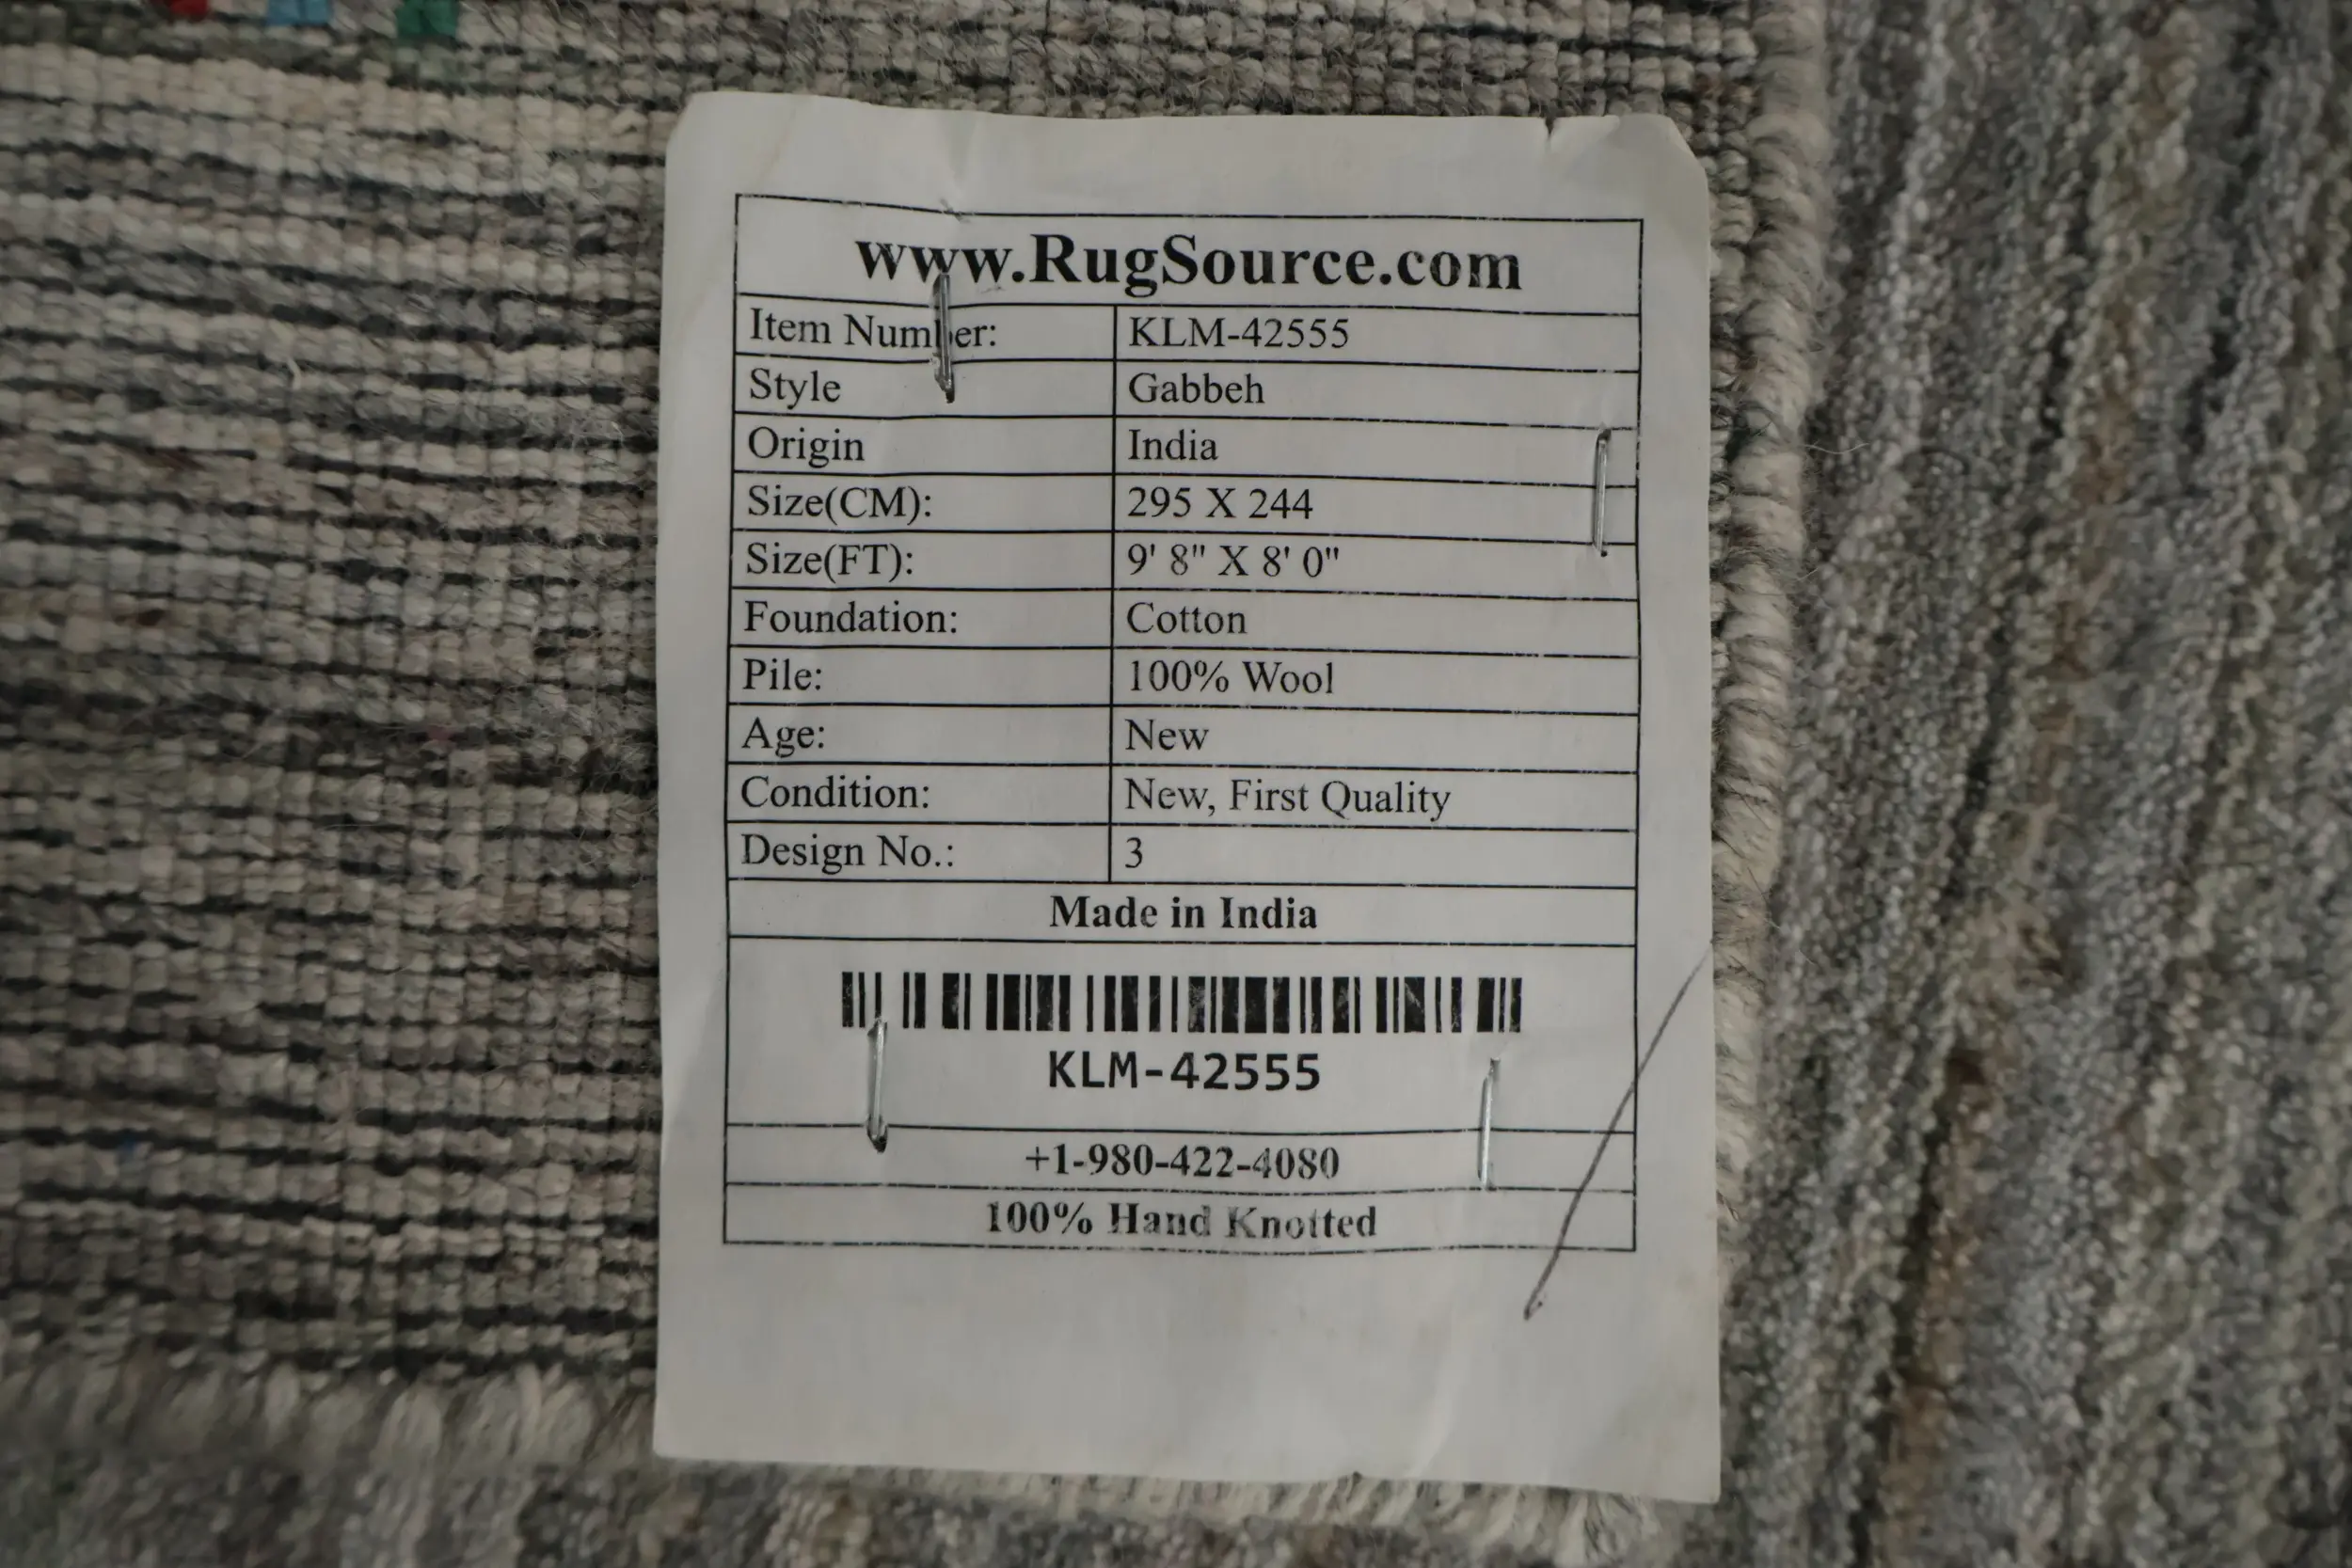 www.RugSource.com
Item Number: KLM-42555
Style Gabbeh
Origin India
Size(CM): 295 X 244
Size(FT): 9' 8" X 8' 0"
Foundation: Cotton
Pile: 100% Wool
Age: New
Condition: New, First Quality
Design No.: 3
Made in India
KLM-42555
+1-980-422-4080
100% Hand Knotted